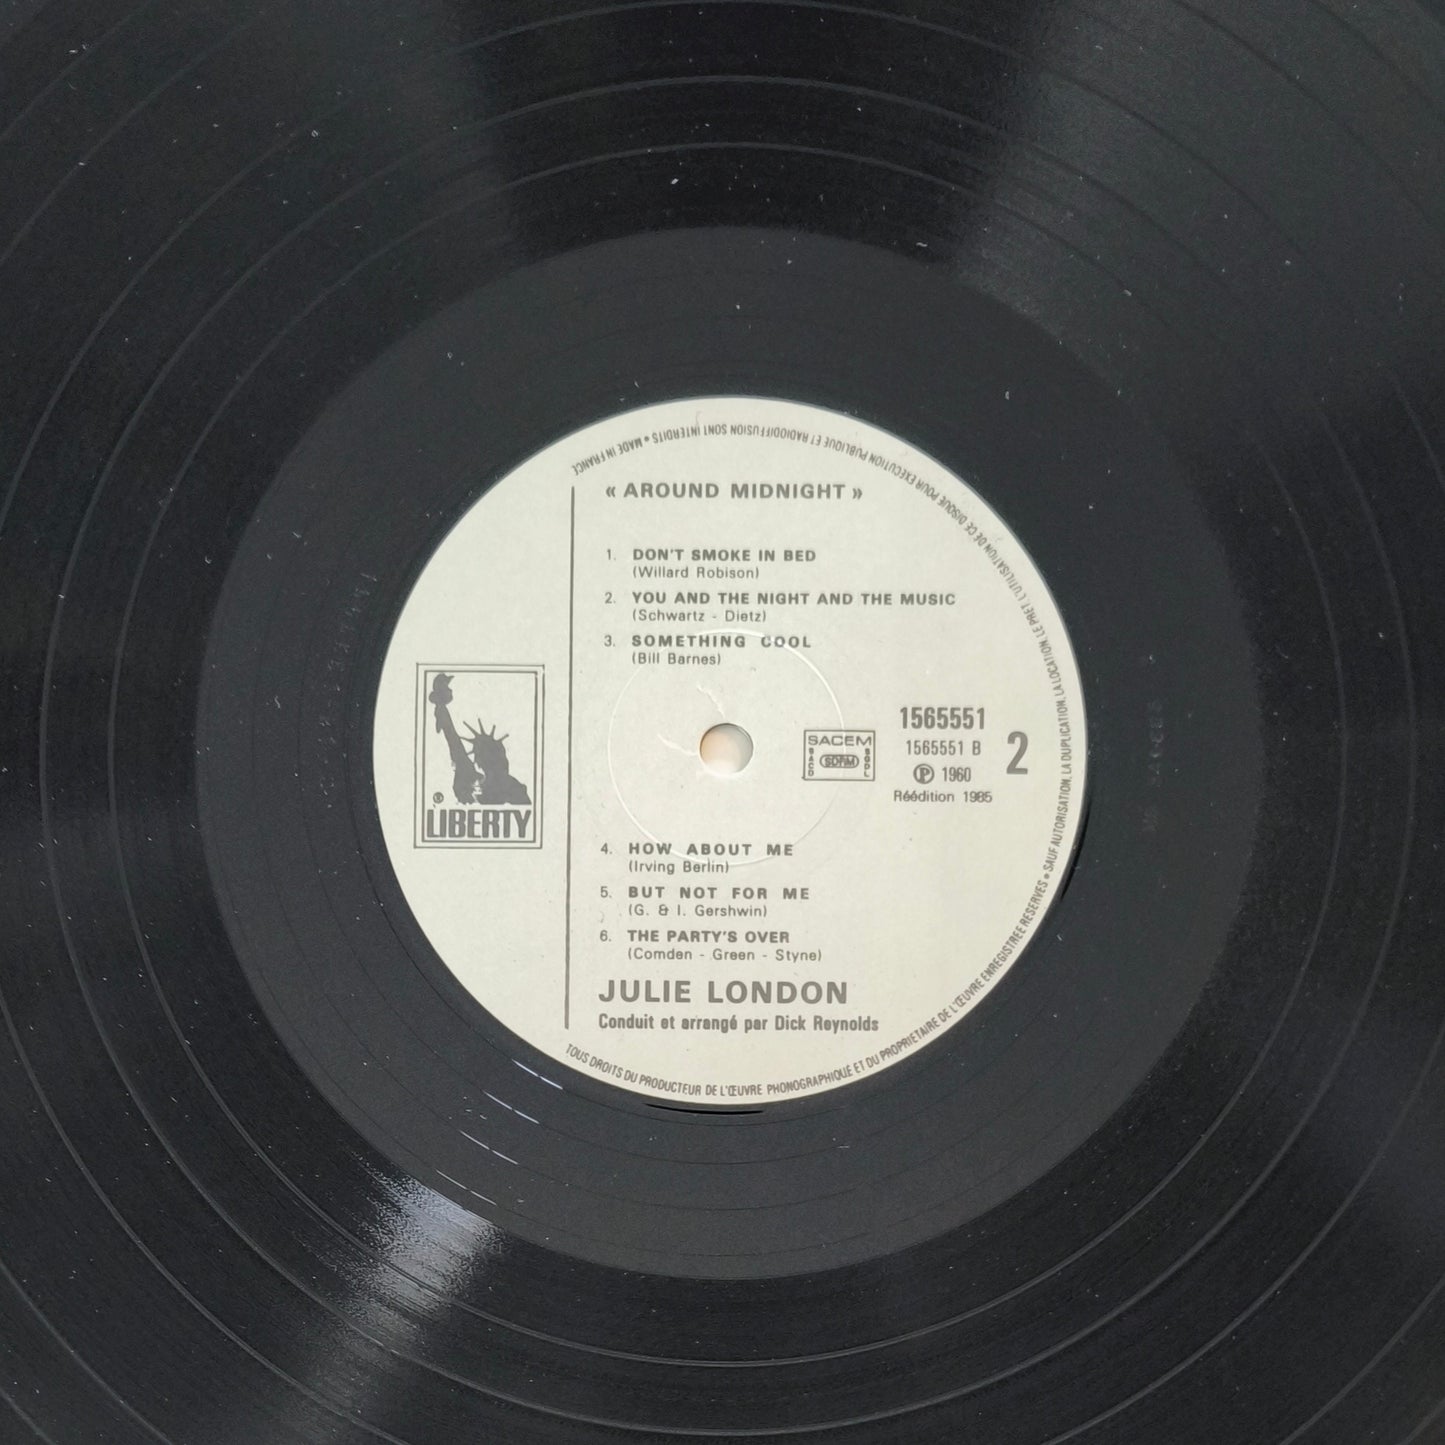 « AROUND MIDNIGHT »
1. DON'T SMOKE IN BED
(Willard Robison)
2. YOU AND THE NIGHT AND THE MUSIC
(Schwartz - Dietz)
3. SOMETHING COOL
(Bill Barnes)
® LIBERTY
SACEM
SACD
SDRM
SGDL
1565551
1565551 B
2
Ⓟ 1960
Réédition 1985
4. HOW ABOUT ME
(Irving Berlin)
5. BUT NOT FOR ME
(G. & I. Gershwin)
6. THE PARTY'S OVER
(Comden - Green - Styne)
JULIE LONDON
Conduit et arrangé par Dick Reynolds
TOUS DROITS DU PRODUCTEUR DE L'ŒUVRE PHONOGRAPHIQUE ET DU PROPRIETAIRE DE L'ŒUVRE ENREGISTREE RESERVES • SAUF AUTORISATION, LA DUPLICATION, LA LOCATION, LE PRET, L'UTILISATION DE CE DISQUE POUR EXECUTION PUBLIQUE ET RADIODIFFUSION SONT INTERDITS • MADE IN FRANCE